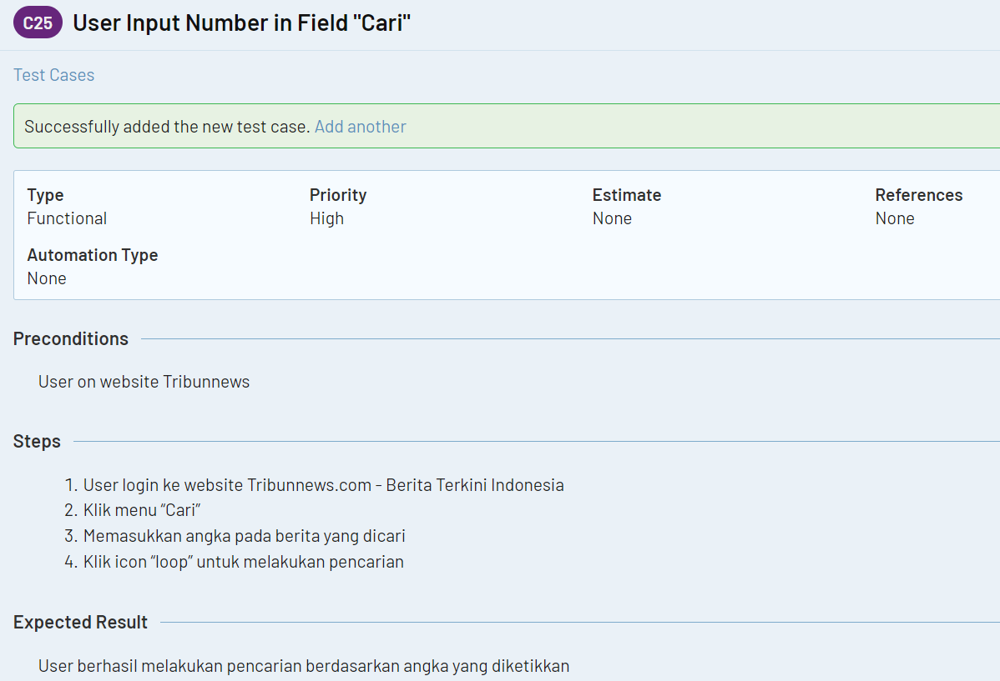 C25 User Input Number in Field "Cari"
Test Cases
Successfully added the new test case. Add another
Type Priority Estimate References
Functional High None None
Automation Type
None
Preconditions
User on website Tribunnews
Steps
1. User login ke website Tribunnews.com - Berita Terkini Indonesia
2. Klik menu “Cari”
3. Memasukkan angka pada berita yang dicari
4. Klik icon “loop” untuk melakukan pencarian
Expected Result
User berhasil melakukan pencarian berdasarkan angka yang diketikkan